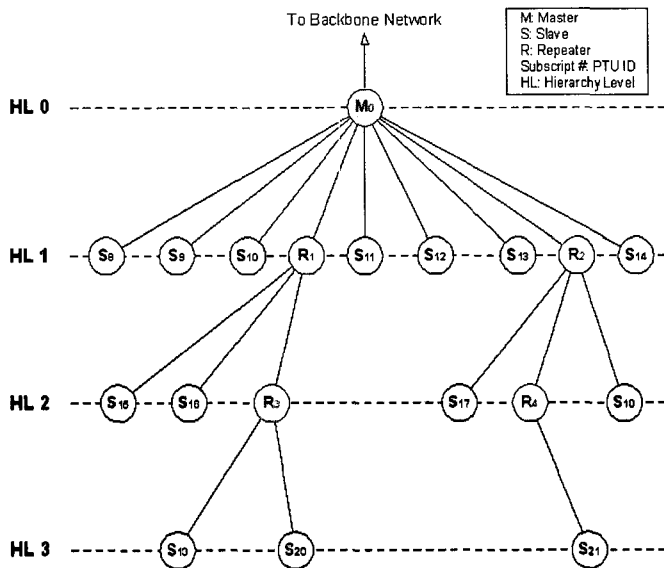 To Backbone Network
M: Master
S: Slave
R: Repeater
Subscript #: PTU ID
HL: Hierarchy Level
HL 0
M0
HL 1
S8 S9 S10 R1 S11 S12 S13 R2 S14
HL 2
R3 S17 R4
HL 3
S20 S21